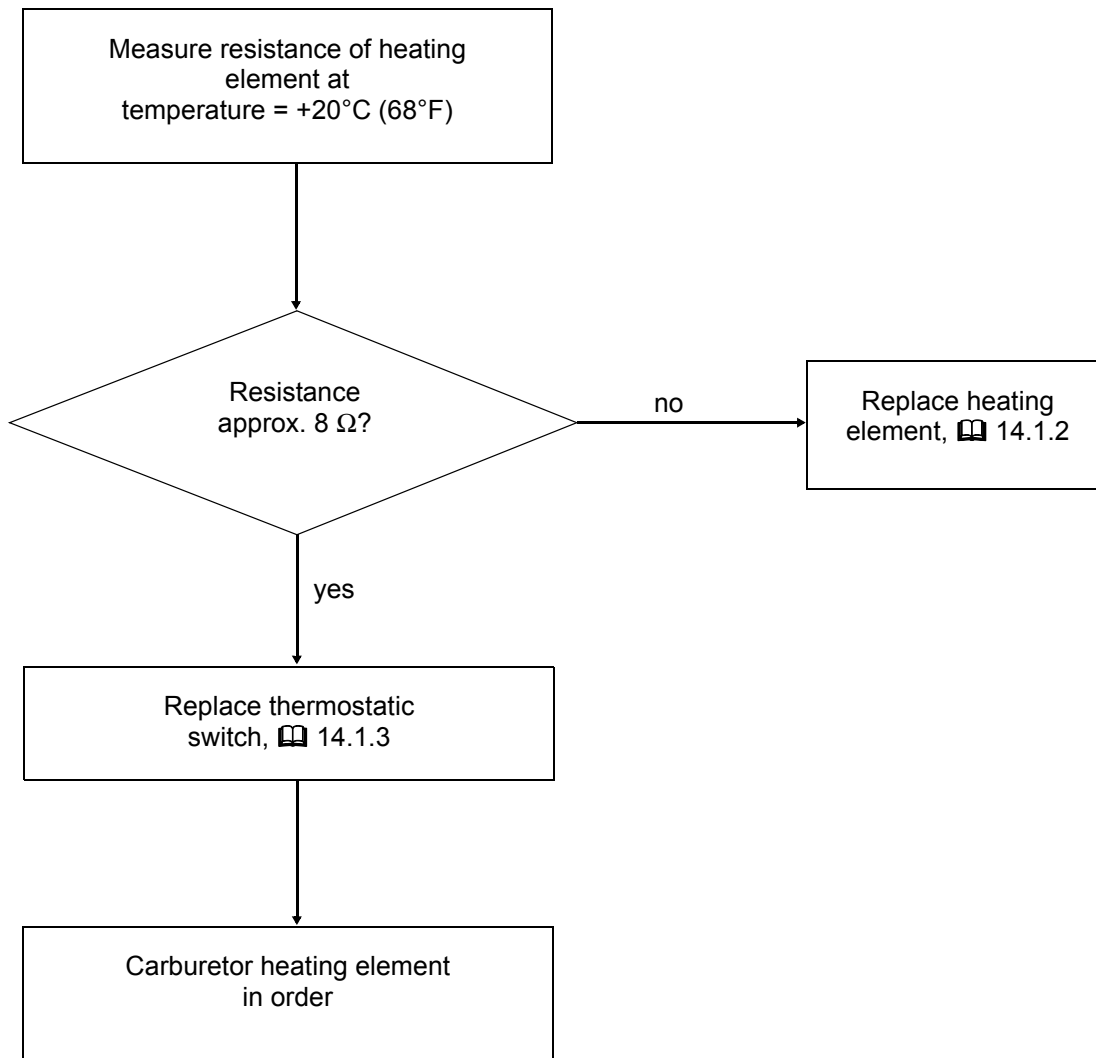 Measure resistance of heating
element at
temperature = +20°C (68°F)
Resistance
approx. 8 Ω?
no
Replace heating
element, 🕮 14.1.2
yes
Replace thermostatic
switch, 🕮 14.1.3
Carburetor heating element
in order